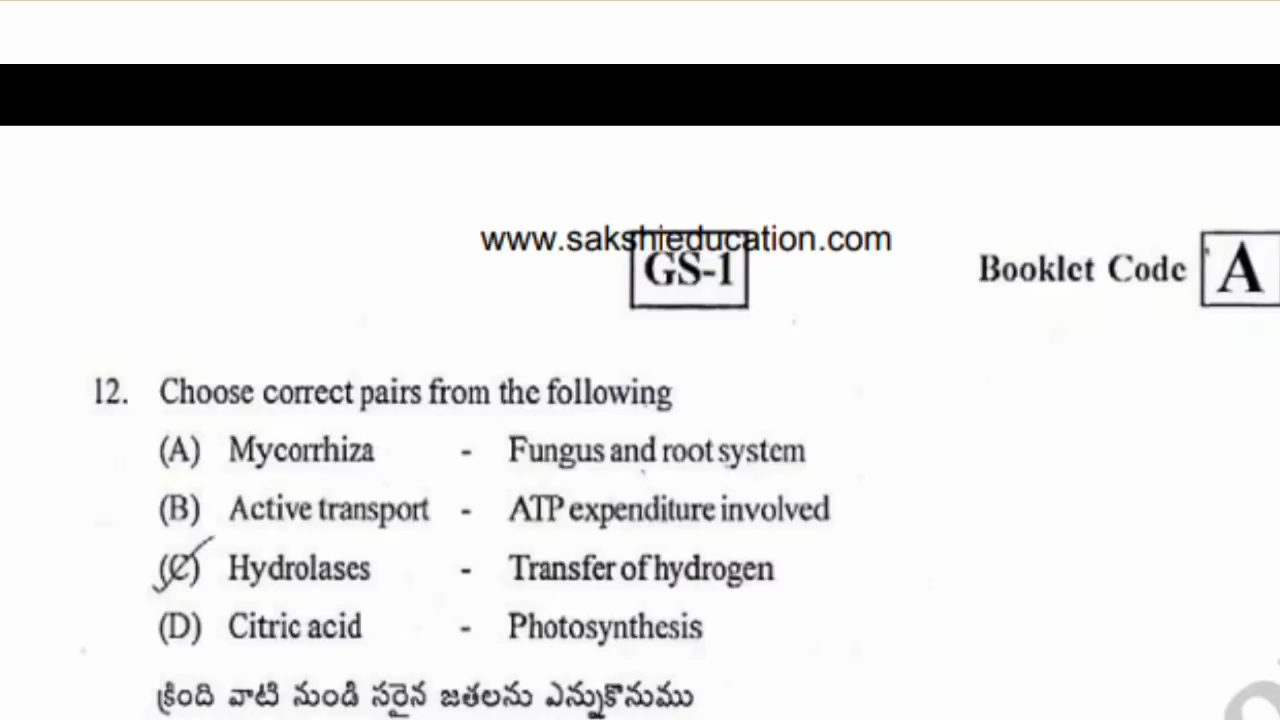 www.sakshieducation.com
GS-1
Booklet Code A
12. Choose correct pairs from the following
(A) Mycorrhiza - Fungus and root system
(B) Active transport - ATP expenditure involved
(C) Hydrolases - Transfer of hydrogen
(D) Citric acid - Photosynthesis
క్రింది వాటి నుండి సరైన జతలను ఎన్నుకొనుము